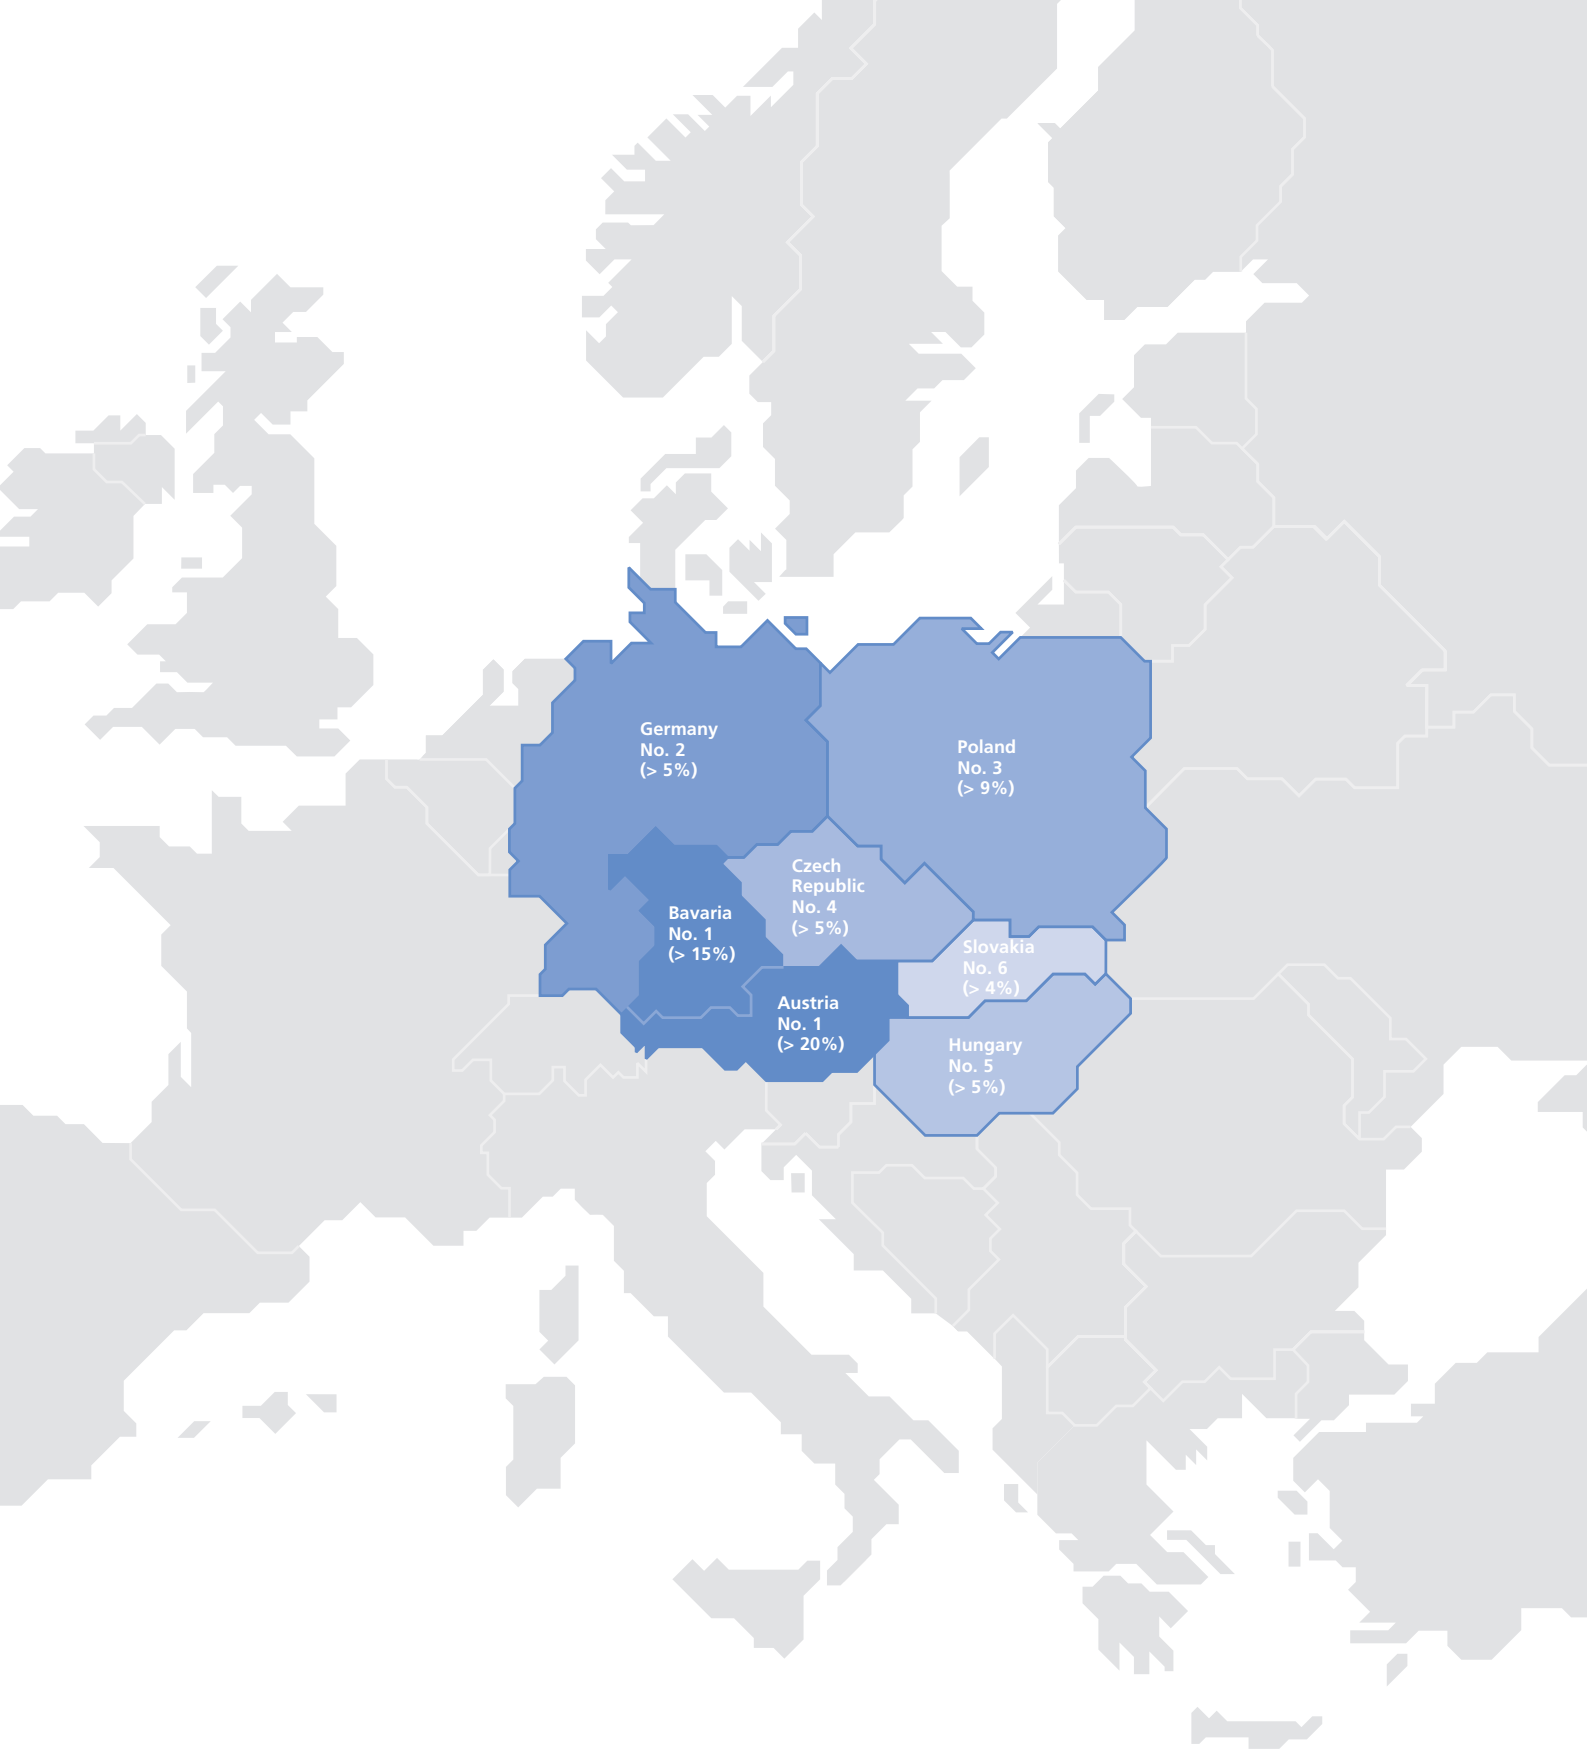 Germany
No. 2
(> 5%)
Poland
No. 3
(> 9%)
Czech
Republic
No. 4
(> 5%)
Bavaria
No. 1
(> 15%)
Slovakia
No. 6
(> 4%)
Austria
No. 1
(> 20%)
Hungary
No. 5
(> 5%)